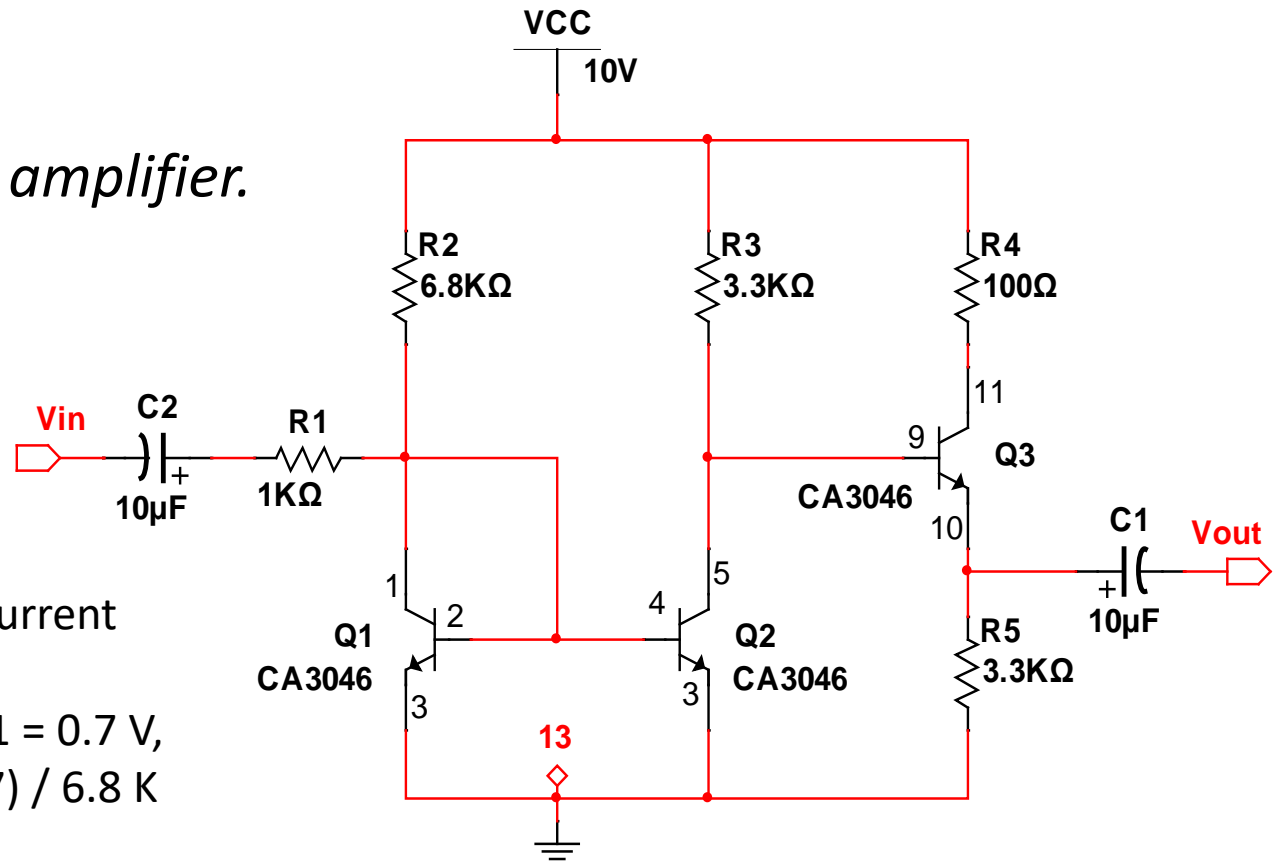 VCC
10V
amplifier.
R2
6.8KΩ
R3
3.3KΩ
R4
100Ω
11
Vin
C2
+
10µF
R1
1KΩ
9
Q3
CA3046
10
C1
+
10µF
Vout
1
2
Q1
CA3046
3
5
4
Q2
CA3046
3
R5
3.3KΩ
urrent
1 = 0.7 V,
7) / 6.8 K
13